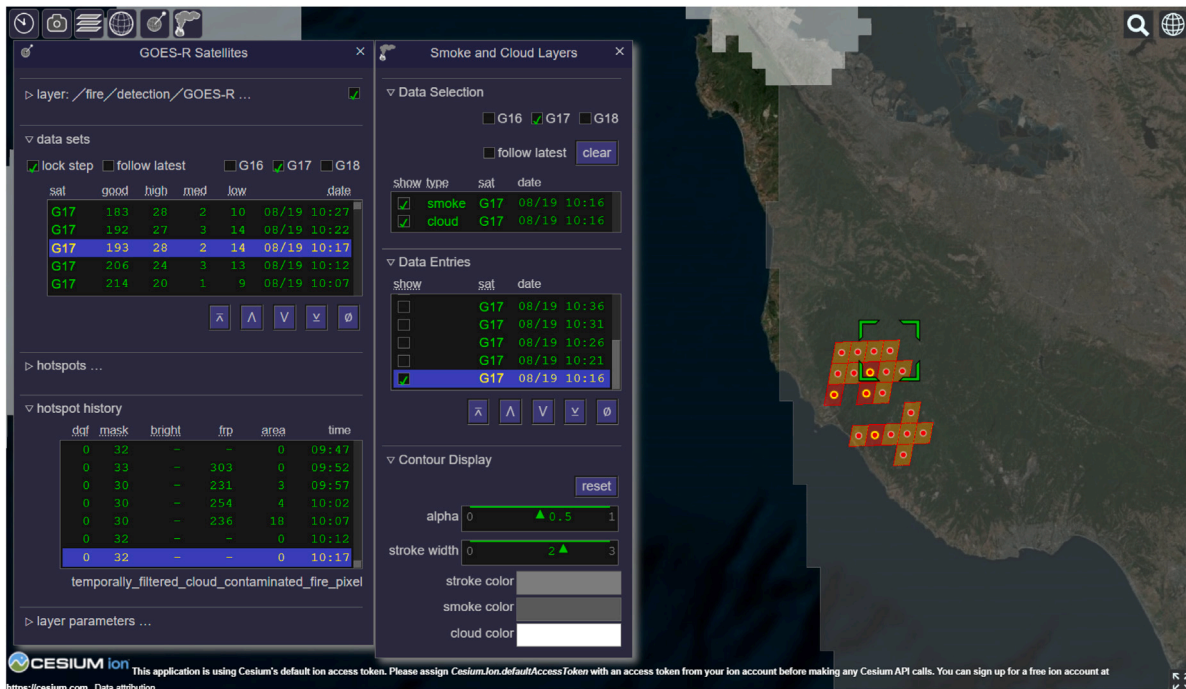 GOES-R Satellites
▷ layer: /fire/detection/GOES-R ...
▽ data sets
lock step follow latest G16 G17 G18
sat good high med low date
G17 183 28 2 10 08/19 10:27
G17 192 27 3 14 08/19 10:22
G17 193 28 2 14 08/19 10:17
G17 206 24 3 13 08/19 10:12
G17 214 20 1 9 08/19 10:07
▷ hotspots ...
▽ hotspot history
dqf mask bright frp area time
0 32 – – 0 09:47
0 33 – 303 0 09:52
0 30 – 231 3 09:57
0 30 – 254 4 10:02
0 30 – 236 18 10:07
0 32 – – 0 10:12
0 32 – – 0 10:17
temporally_filtered_cloud_contaminated_fire_pixel
▷ layer parameters ...
Smoke and Cloud Layers
▽ Data Selection
G16 G17 G18
follow latest clear
show type sat date
smoke G17 08/19 10:16
cloud G17 08/19 10:16
▽ Data Entries
show sat date
G17 08/19 10:36
G17 08/19 10:31
G17 08/19 10:26
G17 08/19 10:21
G17 08/19 10:16
▽ Contour Display
reset
alpha 0 0.5 1
stroke width 0 2 3
stroke color
smoke color
cloud color
CESIUM ion This application is using Cesium's default ion access token. Please assign Cesium.Ion.defaultAccessToken with an access token from your ion account before making any Cesium API calls. You can sign up for a free ion account at
https://cesium.com. Data attribution